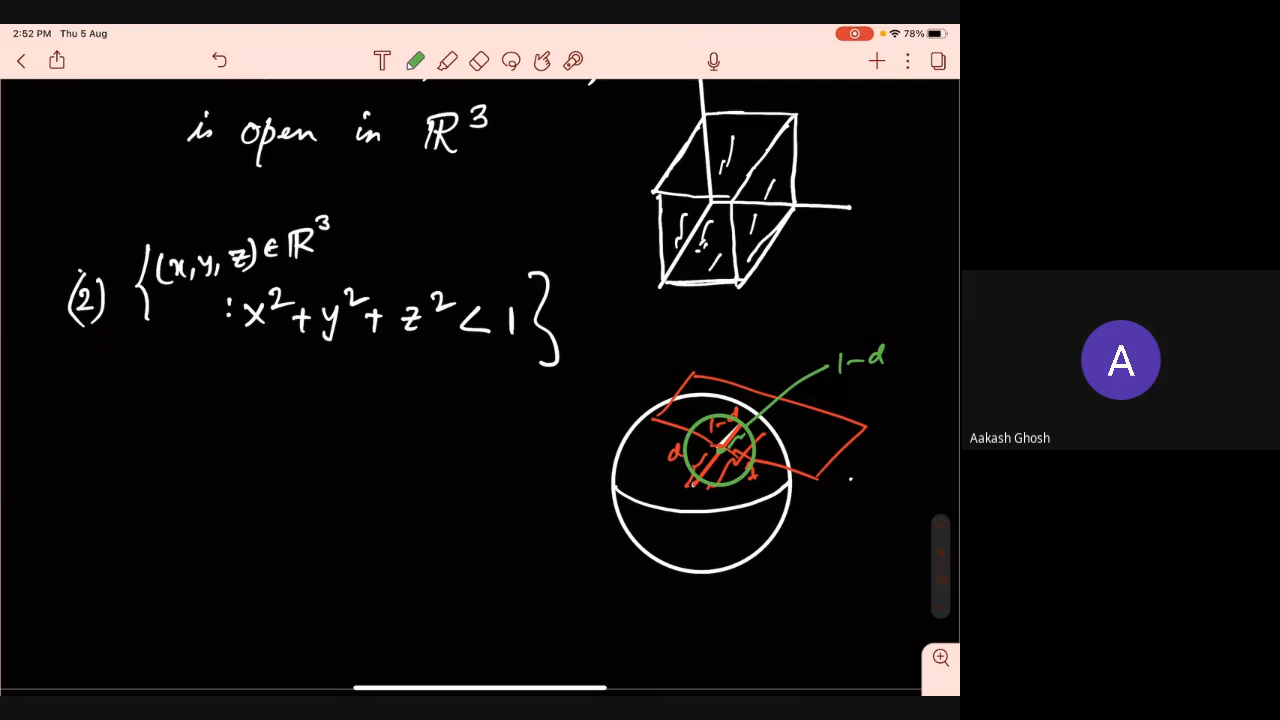 2:52 PM Thu 5 Aug
78%
T
is open in ℝ³
(2) {(x, y, z) ∈ ℝ³
: x² + y² + z² < 1}
1-d
1-d
d
A
Aakash Ghosh